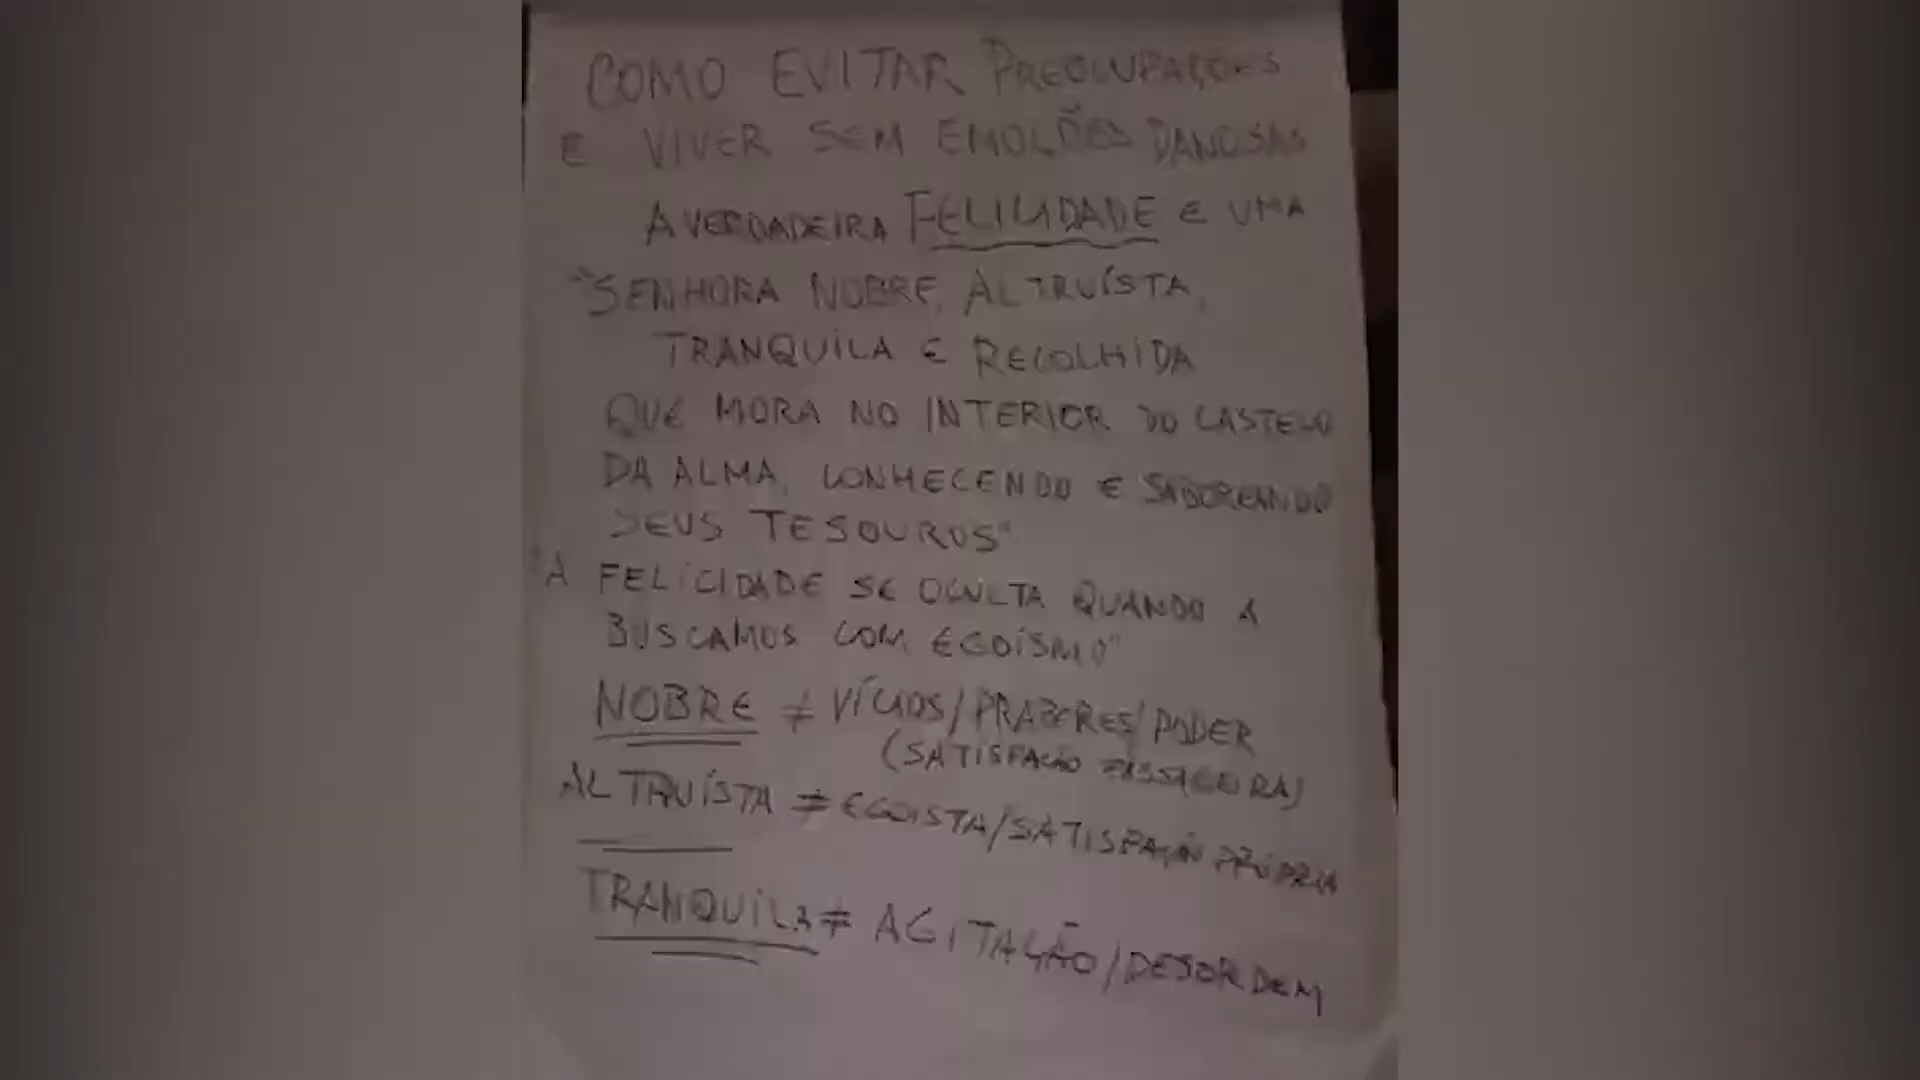 COMO EVITAR PREOCUPAÇÕES
E VIVER SEM EMOÇÕES DANOSAS
A VERDADEIRA FELICIDADE E UMA
"SENHORA NOBRE, ALTRUÍSTA,
TRANQUILA E RECOLHIDA
QUE MORA NO INTERIOR DO CASTELO
DA ALMA, CONHECENDO E SABOREANDO
SEUS TESOUROS"
"A FELICIDADE SE OCULTA QUANDO A
BUSCAMOS COM EGOÍSMO"
NOBRE ≠ VÍCIOS/PRAZERES/PODER
(SATISFAÇÃO PASSAGEIRA)
ALTRUÍSTA ≠ EGOISTA/SATISFAÇÃO PRÓPRIA
TRANQUILA ≠ AGITAÇÃO/DESORDEM